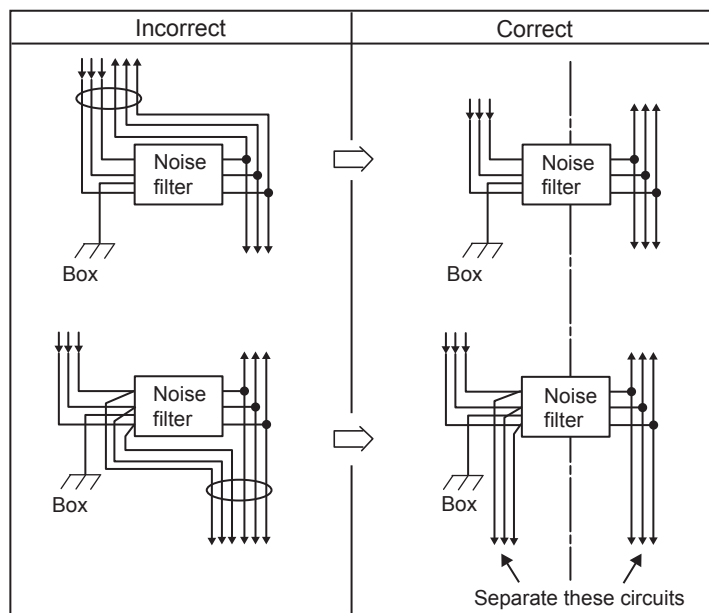 Incorrect
Correct
Noise
filter
Box
Noise
filter
Box
Noise
filter
Box
Noise
filter
Box
Separate these circuits